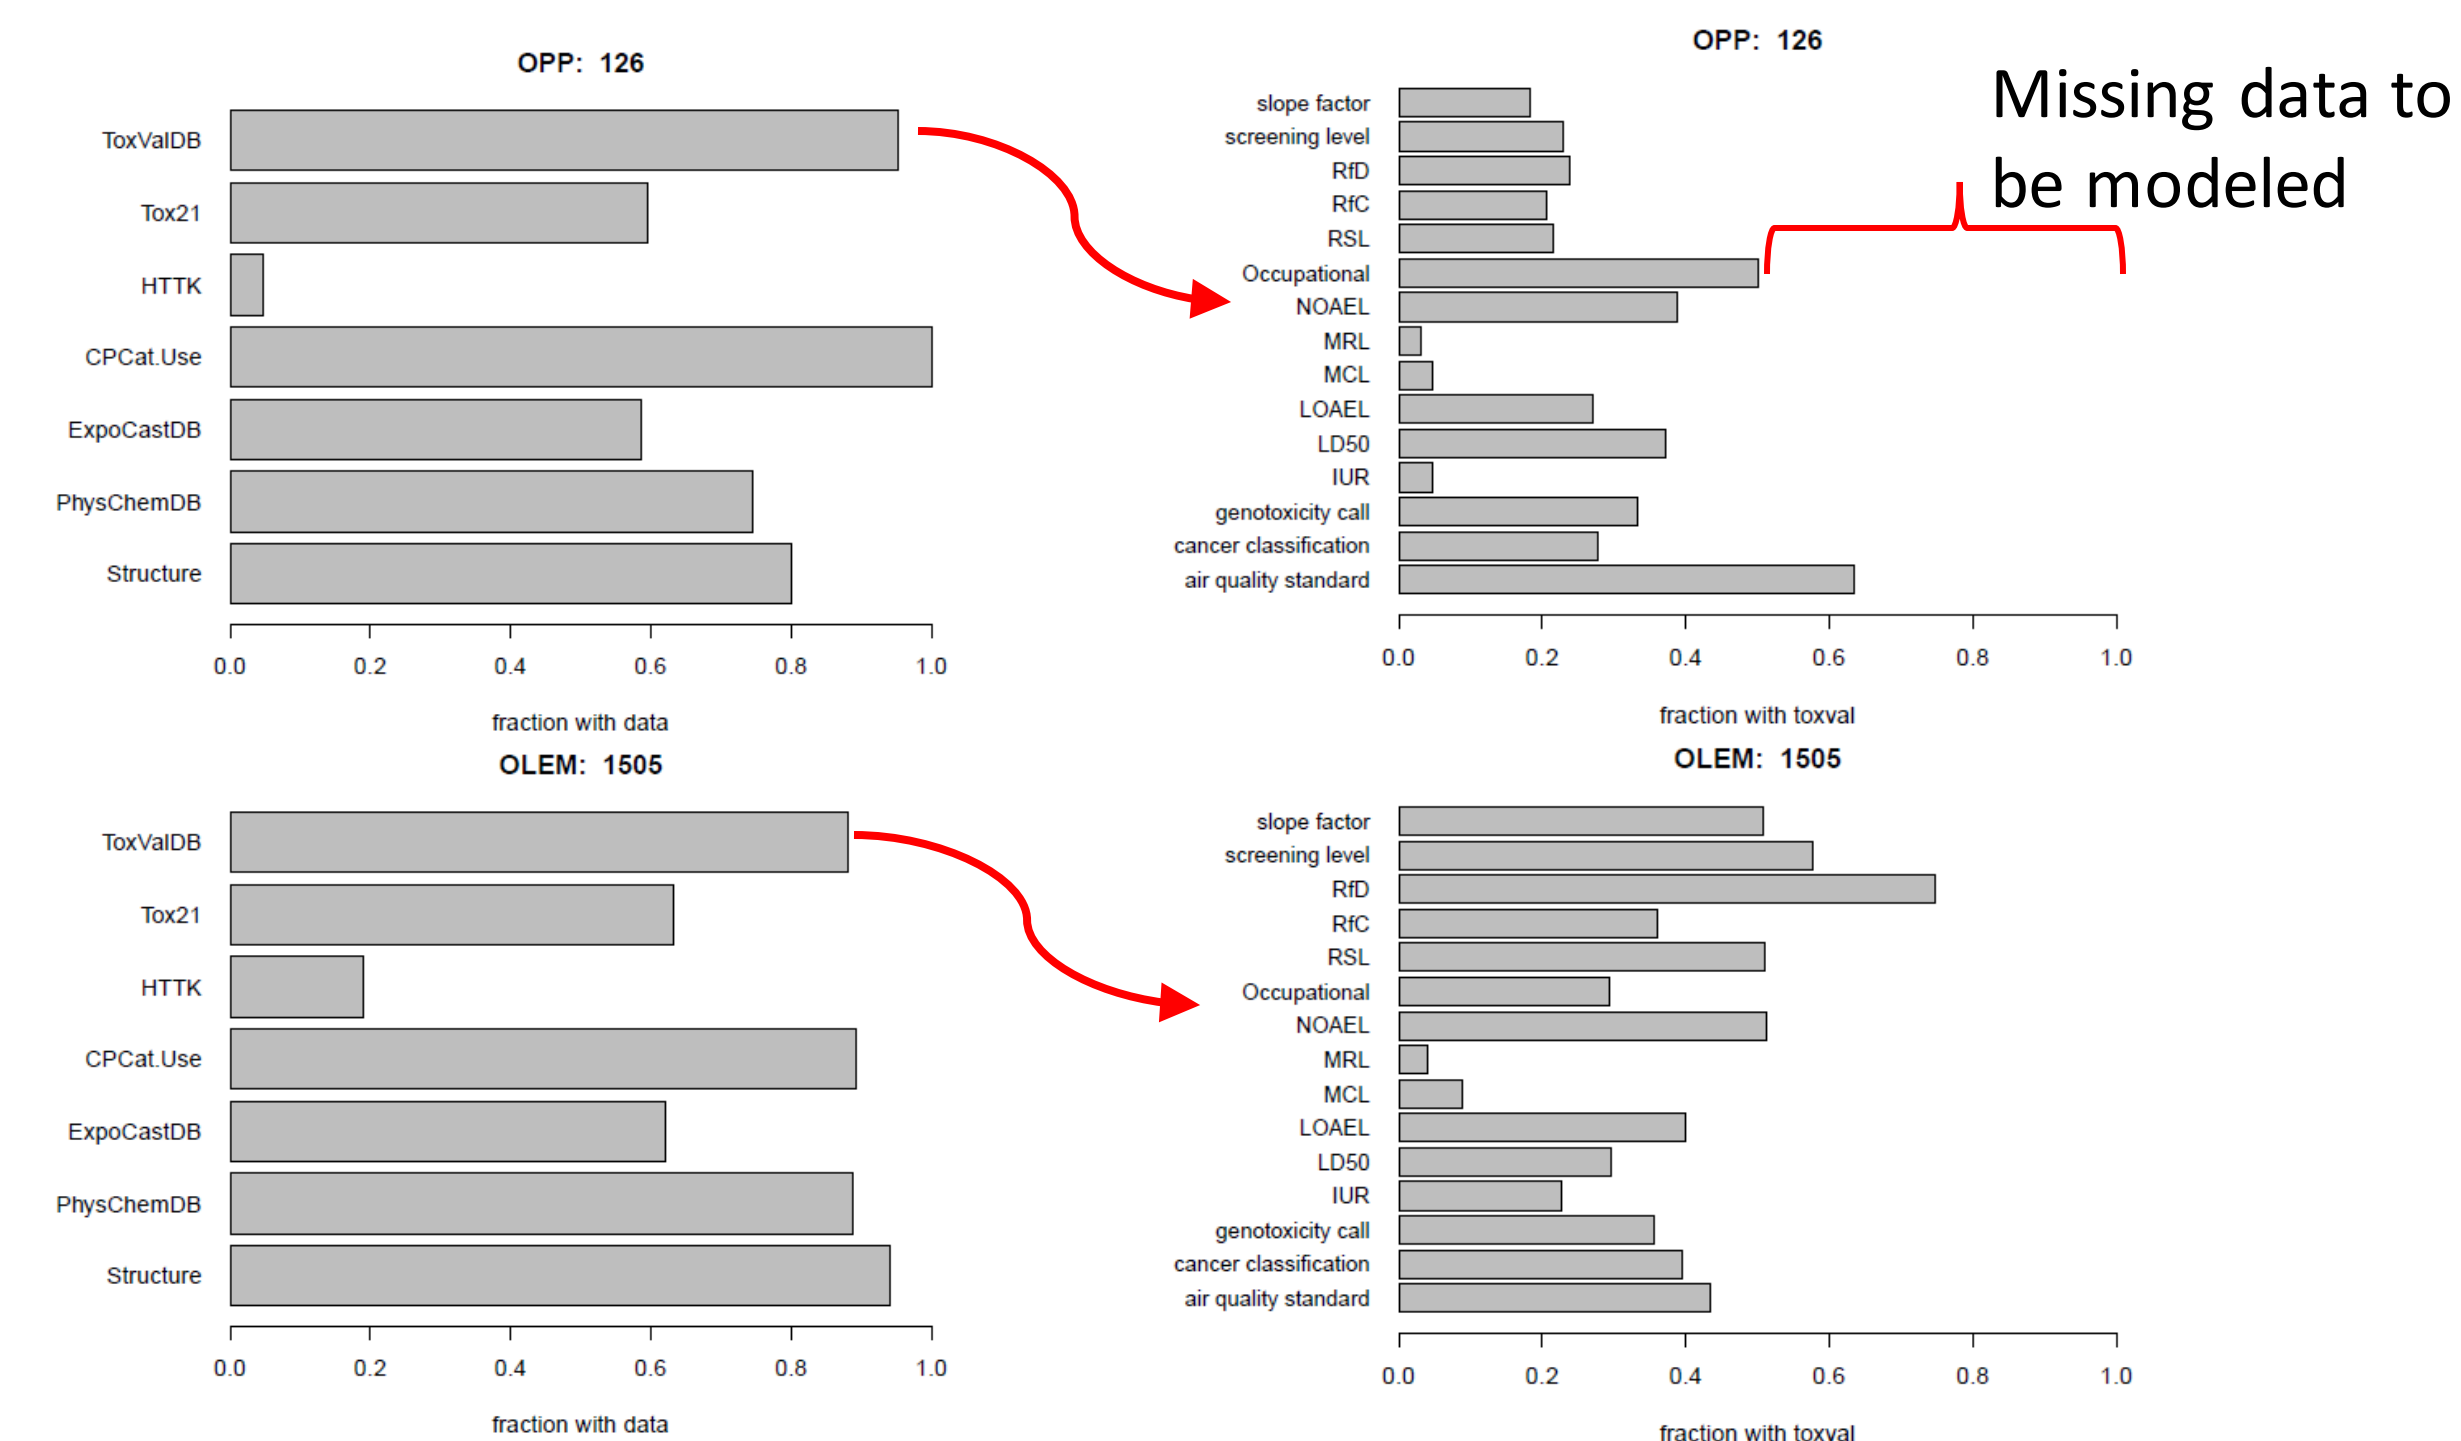 OPP: 126
ToxValDB
Tox21
HTTK
CPCat.Use
ExpoCastDB
PhysChemDB
Structure
0.0 0.2 0.4 0.6 0.8 1.0
fraction with data
OPP: 126
Missing data to
be modeled
slope factor
screening level
RfD
RfC
RSL
Occupational
NOAEL
MRL
MCL
LOAEL
LD50
IUR
genotoxicity call
cancer classification
air quality standard
0.0 0.2 0.4 0.6 0.8 1.0
fraction with toxval
OLEM: 1505
ToxValDB
Tox21
HTTK
CPCat.Use
ExpoCastDB
PhysChemDB
Structure
0.0 0.2 0.4 0.6 0.8 1.0
fraction with data
OLEM: 1505
slope factor
screening level
RfD
RfC
RSL
Occupational
NOAEL
MRL
MCL
LOAEL
LD50
IUR
genotoxicity call
cancer classification
air quality standard
0.0 0.2 0.4 0.6 0.8 1.0
fraction with toxval